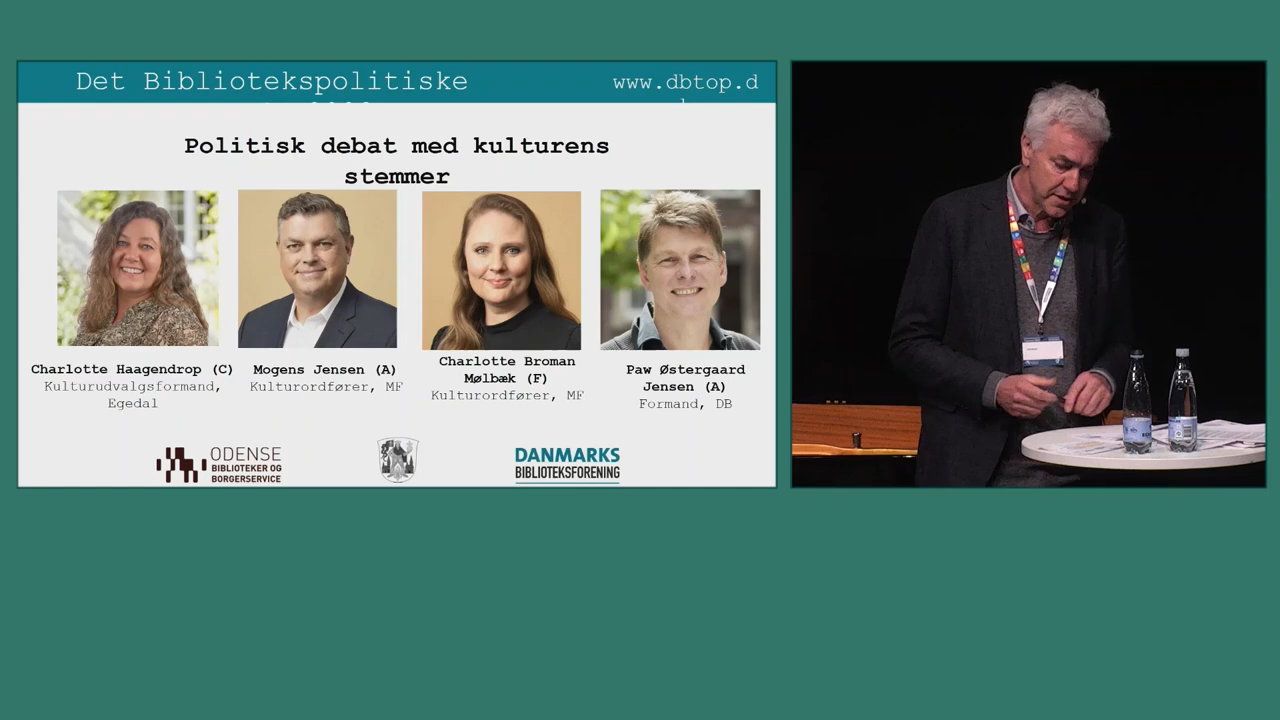 Det Bibliotekspolitiske
www.dbtop.d
Politisk debat med kulturens
stemmer
Charlotte Haagendrop (C)
Kulturudvalgsformand,
Egedal
Mogens Jensen (A)
Kulturordfører, MF
Charlotte Broman
Mølbæk (F)
Kulturordfører, MF
Paw Østergaard
Jensen (A)
Formand, DB
ODENSE
BIBLIOTEKER OG
BORGERSERVICE
DANMARKS
BIBLIOTEKSFORENING